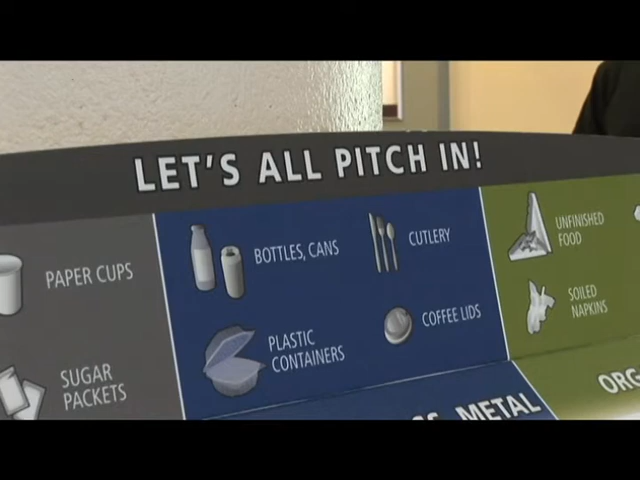 LET'S ALL PITCH IN!
PAPER CUPS
SUGAR
PACKETS
BOTTLES, CANS
CUTLERY
PLASTIC
CONTAINERS
COFFEE LIDS
METAL
UNFINISHED
FOOD
SOILED
NAPKINS
ORG